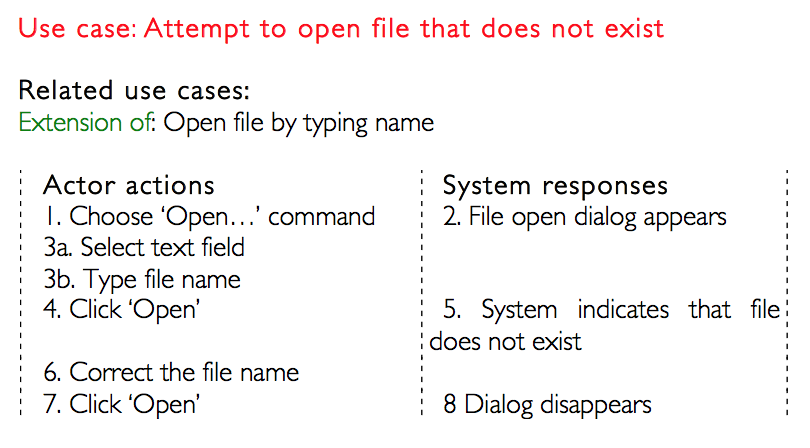 Use case: Attempt to open file that does not exist
Related use cases:
Extension of: Open file by typing name
Actor actions
1. Choose ‘Open…’ command
3a. Select text field
3b. Type file name
4. Click ‘Open’
6. Correct the file name
7. Click ‘Open’
System responses
2. File open dialog appears
5. System indicates that file
does not exist
8 Dialog disappears